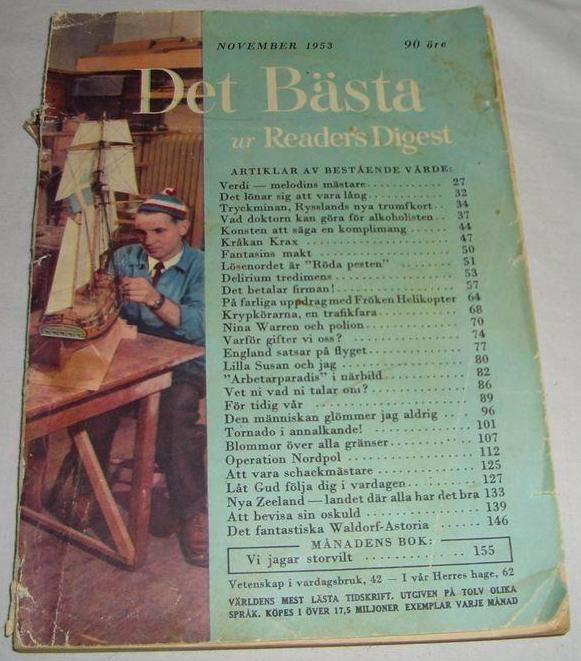 NOVEMBER 1953 90 öre
Det Bästa
ur Reader's Digest
ARTIKLAR AV BESTÅENDE VÄRDE:
Verdi — melodins mästare 27
Det lönar sig att vara lång 32
Tryckminan, Rysslands nya trumfkort 34
Vad doktorn kan göra för alkoholisten 37
Konsten att säga en komplimang 44
Kråkan Krax 47
Fantasins makt 50
Lösenordet är "Röda pesten" 51
Delirium tredimens 53
Det betalar firman! 57
På farliga uppdrag med Fröken Helikopter 64
Krypkörarna, en trafikfara 68
Nina Warren och polion 70
Varför gifter vi oss? 74
England satsar på flyget 77
Lilla Susan och jag 80
"Arbetarparadis" i närbild 82
Vet ni vad ni talar om? 86
För tidig vår 89
Den människan glömmer jag aldrig 96
Tornado i annalkande! 101
Blommor över alla gränser 107
Operation Nordpol 112
Att vara schackmästare 125
Låt Gud följa dig i vardagen 127
Nya Zeeland — landet där alla har det bra 133
Att bevisa sin oskuld 139
Det fantastiska Waldorf-Astoria 146
MÅNADENS BOK:
Vi jagar storvilt 155
Vetenskap i vardagsbruk, 42 — I vår Herres hage, 62
VÄRLDENS MEST LÄSTA TIDSKRIFT. UTGIVEN PÅ TOLV OLIKA
SPRÅK. KÖPES I ÖVER 17,5 MILJONER EXEMPLAR VARJE MÅNAD